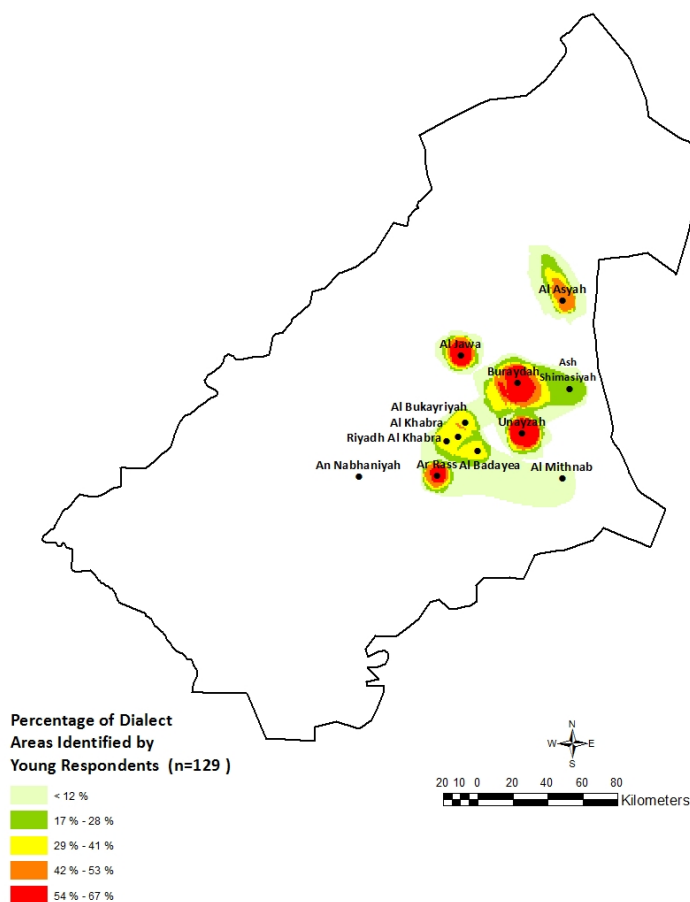 Al Asyah
Al Jawa
Ash
Shimasiyah
Buraydah
Al Bukayriyah
Al Khabra
Unayzah
Riyadh Al Khabra
An Nabhaniyah
Ar Rass
Al Badayea
Al Mithnab
Percentage of Dialect
Areas Identified by
Young Respondents (n=129 )
< 12 %
17 % - 28 %
29 % - 41 %
42 % - 53 %
54 % - 67 %
N
W
E
S
20 10 0 20 40 60 80
Kilometers